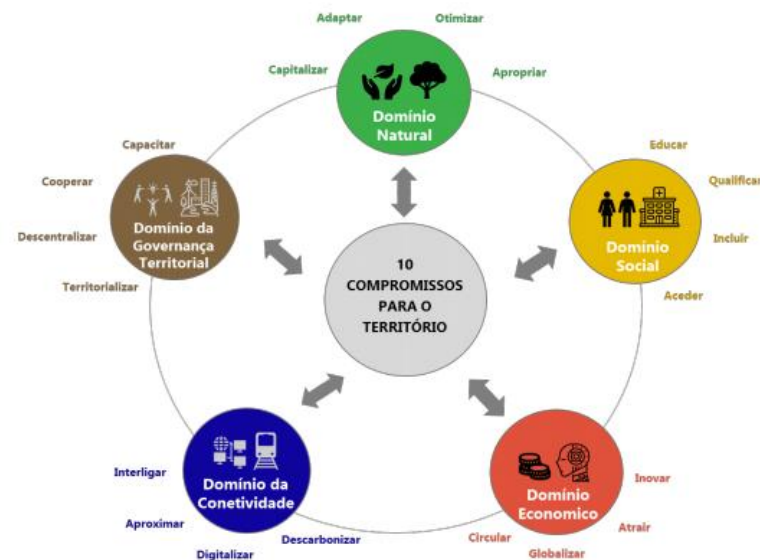 Adaptar
Otimizar
Capitalizar
Apropriar
Domínio
Natural
Educar
Qualificar
Incluir
Aceder
Domínio
Social
Capacitar
Cooperar
Descentralizar
Territorializar
Domínio da
Governança
Territorial
10
COMPROMISSOS
PARA O
TERRITÓRIO
Interligar
Aproximar
Digitalizar
Descarbonizar
Domínio da
Conetividade
Inovar
Atrair
Globalizar
Circular
Domínio
Economico